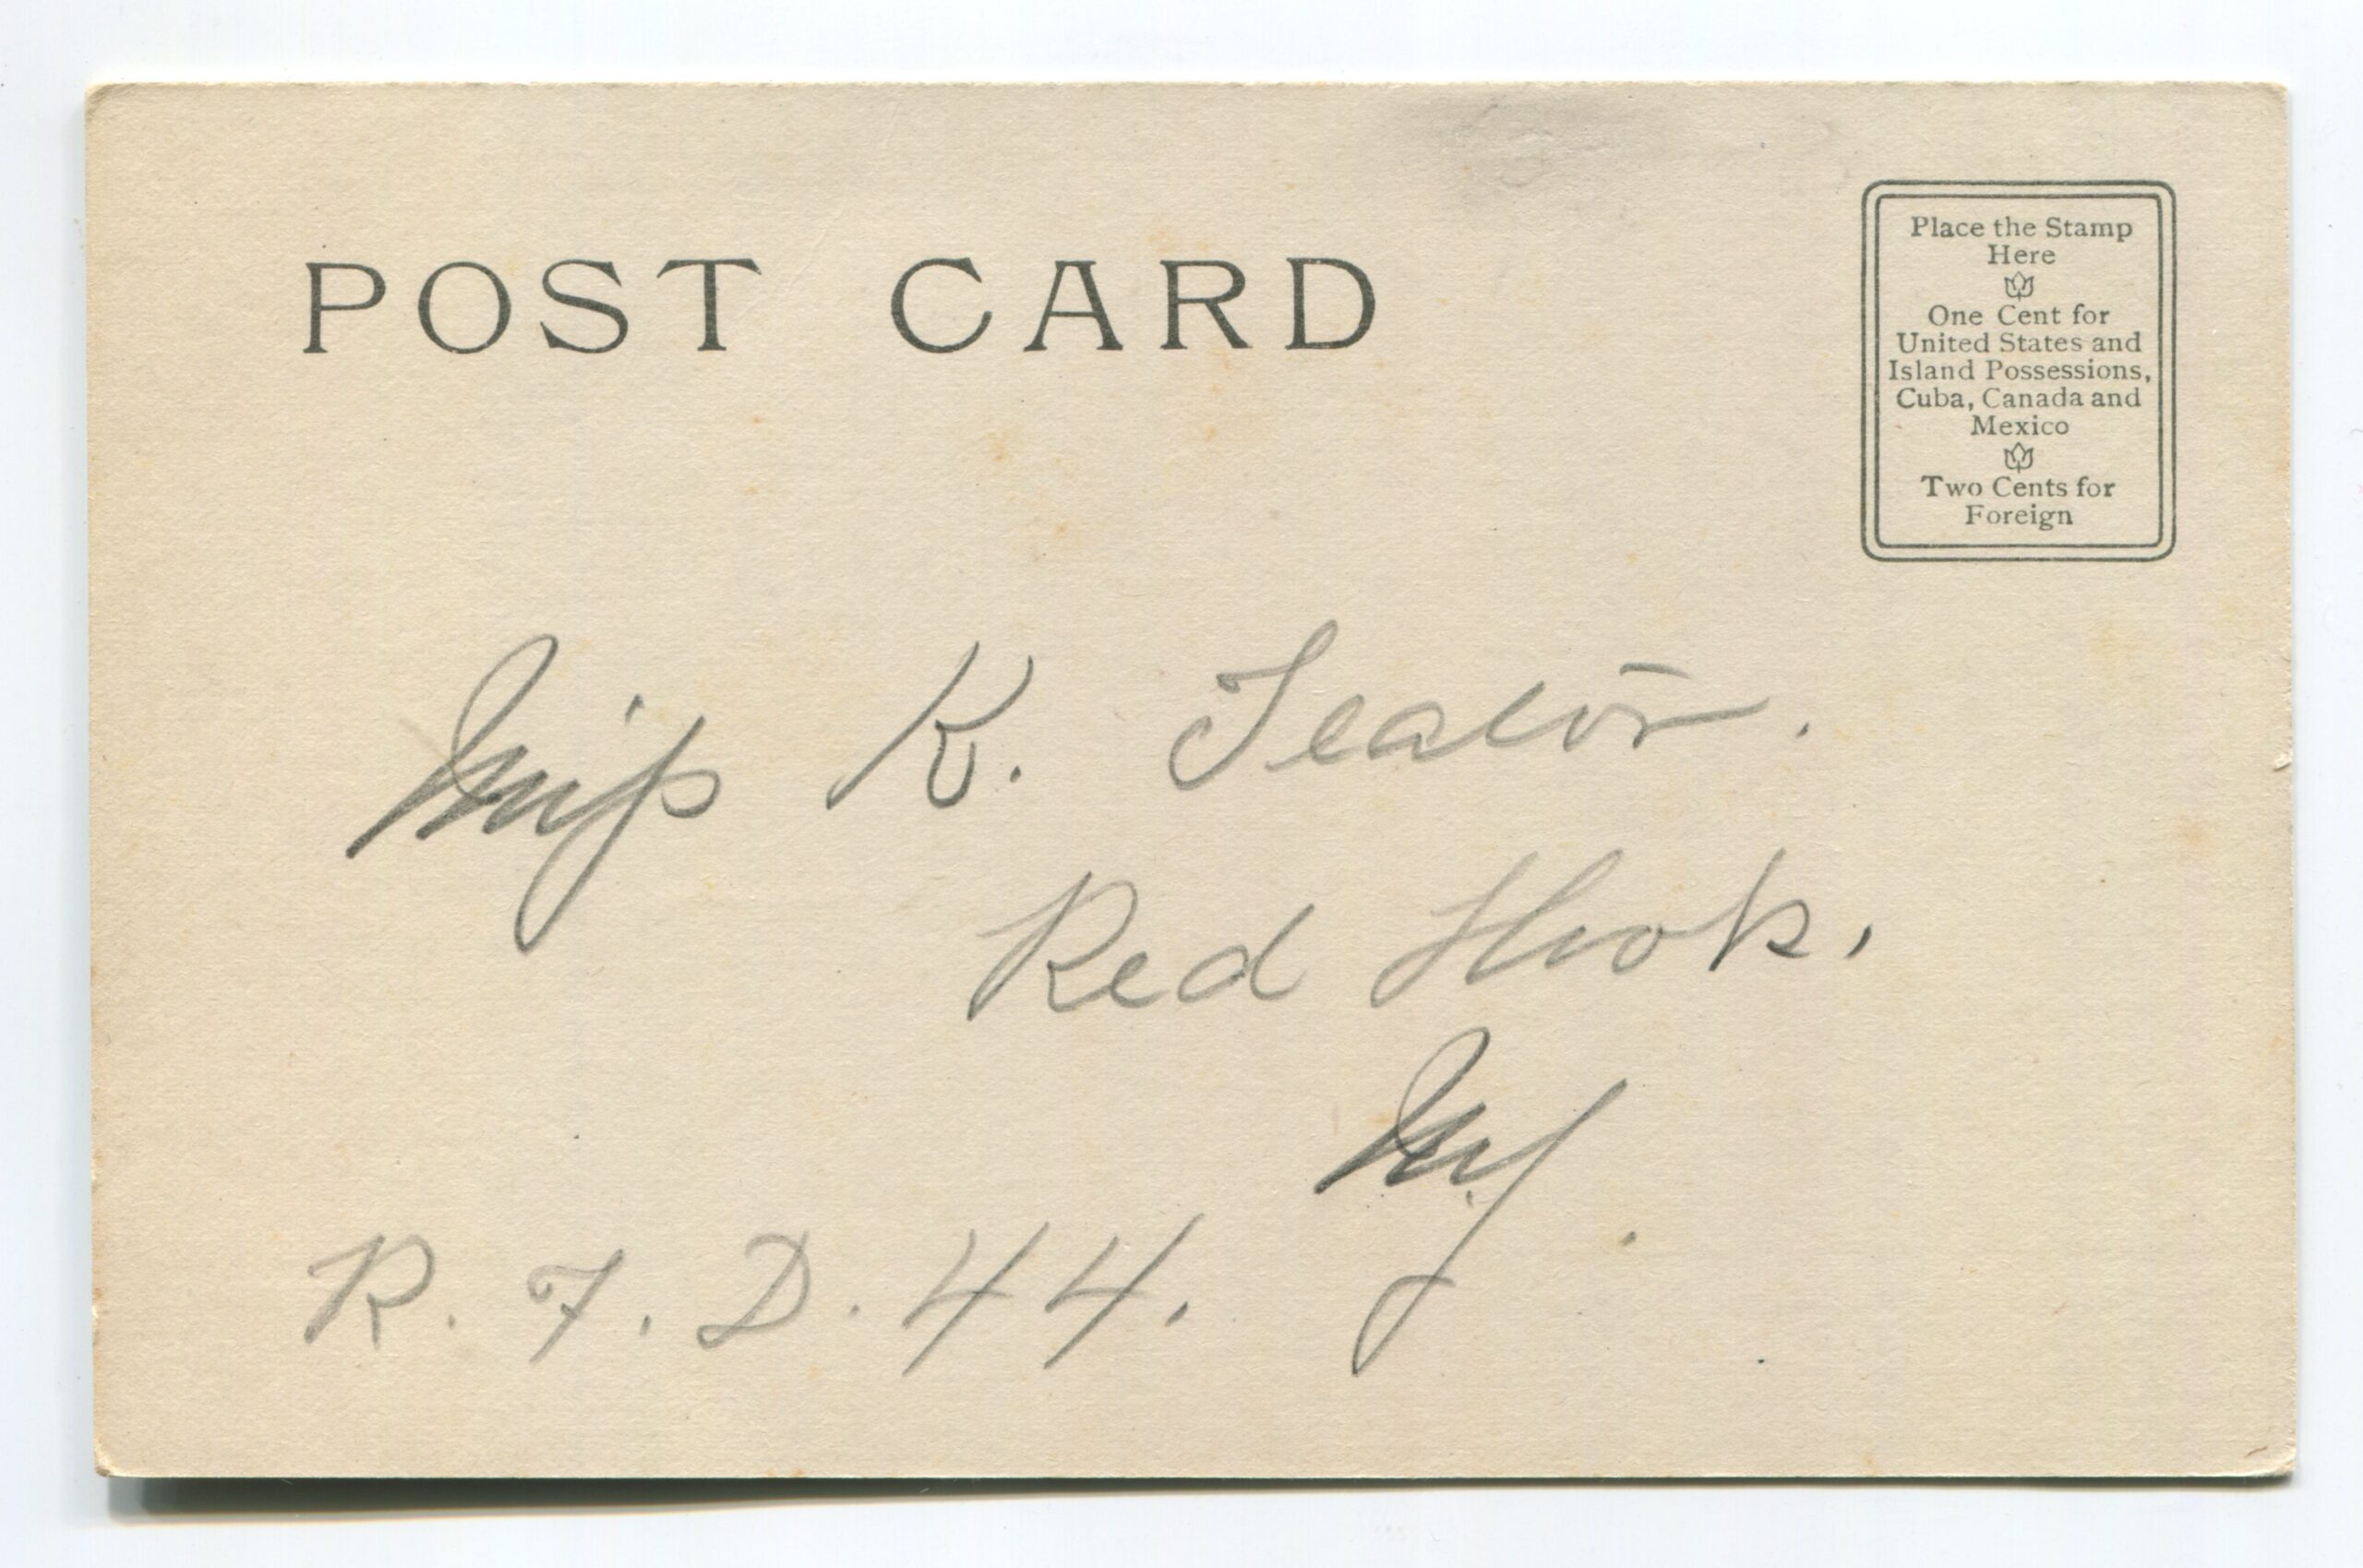 POST CARD
Place the Stamp
Here
One Cent for
United States and
Island Possessions,
Cuba, Canada and
Mexico
Two Cents for
Foreign
Miss K. Teator.
Red Hook.
NY.
R. F. D. 44.